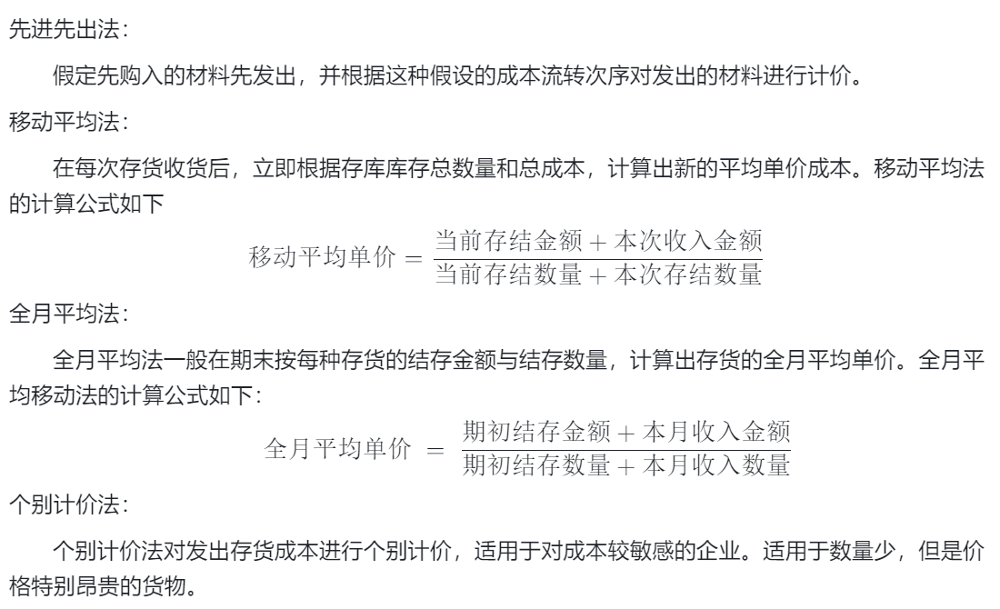 先进先出法：
假定先购入的材料先发出，并根据这种假设的成本流转次序对发出的材料进行计价。
移动平均法：
在每次存货收货后，立即根据存库库存总数量和总成本，计算出新的平均单价成本。移动平均法
的计算公式如下
移动平均单价 = 当前存结金额 + 本次收入金额
当前存结数量 + 本次存结数量
全月平均法：
全月平均法一般在期末按每种存货的结存金额与结存数量，计算出存货的全月平均单价。全月平
均移动法的计算公式如下：
全月平均单价 = 期初结存金额 + 本月收入金额
期初结存数量 + 本月收入数量
个别计价法：
个别计价法对发出存货成本进行个别计价，适用于对成本较敏感的企业。适用于数量少，但是价
格特别昂贵的货物。